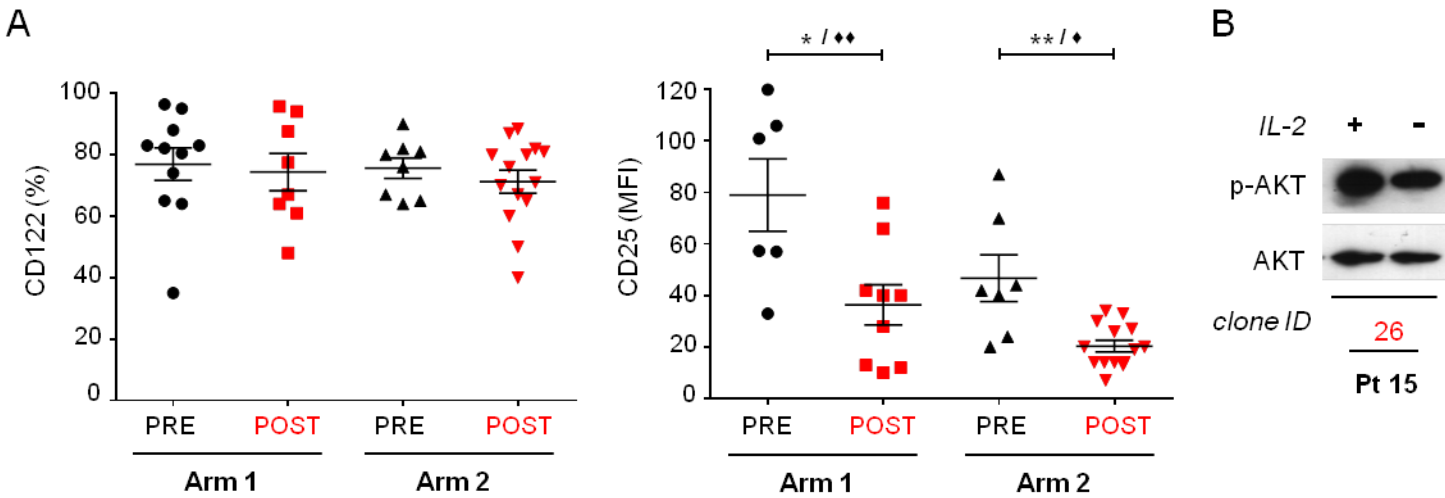 A
CD122 (%)
100
80
60
40
20
0
PRE POST PRE POST
Arm 1 Arm 2
* / ♦♦ ** / ♦
CD25 (MFI)
120
100
80
60
40
20
0
PRE POST PRE POST
Arm 1 Arm 2
B
IL-2 + -
p-AKT
AKT
clone ID 26
Pt 15